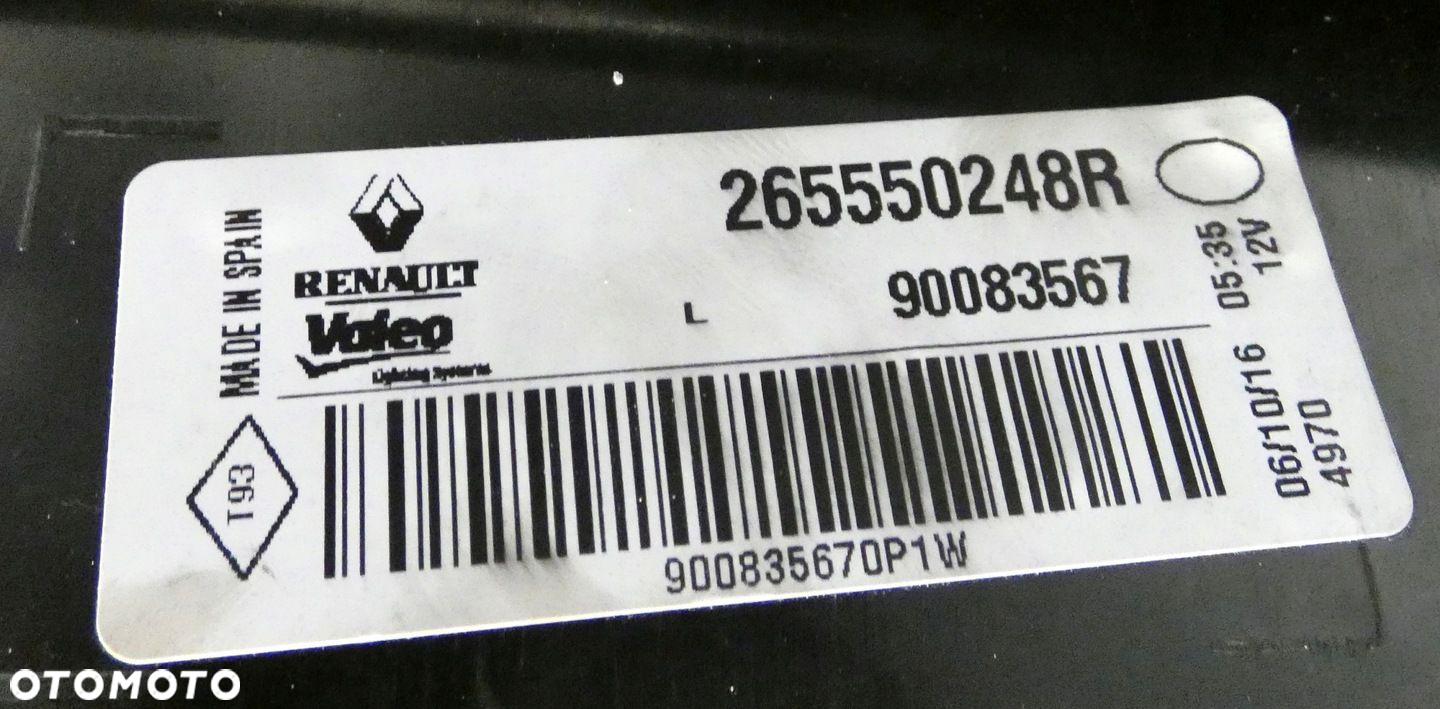 MADE IN SPAIN
RENAULT
Valeo
Lighting Systems
265550248R
L
90083567
05:35
12V
T93
900835670P1W
06/10/16
4970
OTOMOTO